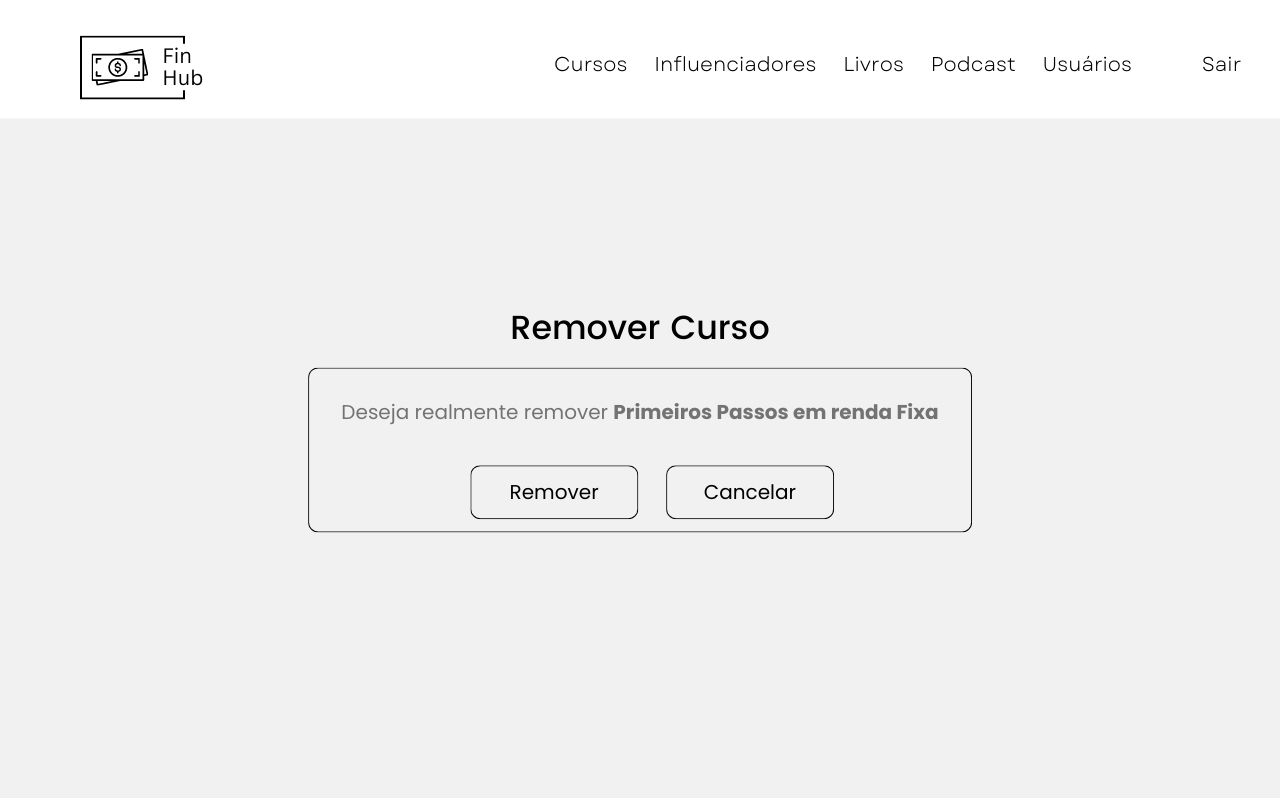 Fin
Hub
Cursos Influenciadores Livros Podcast Usuários Sair
Remover Curso
Deseja realmente remover Primeiros Passos em renda Fixa
Remover Cancelar